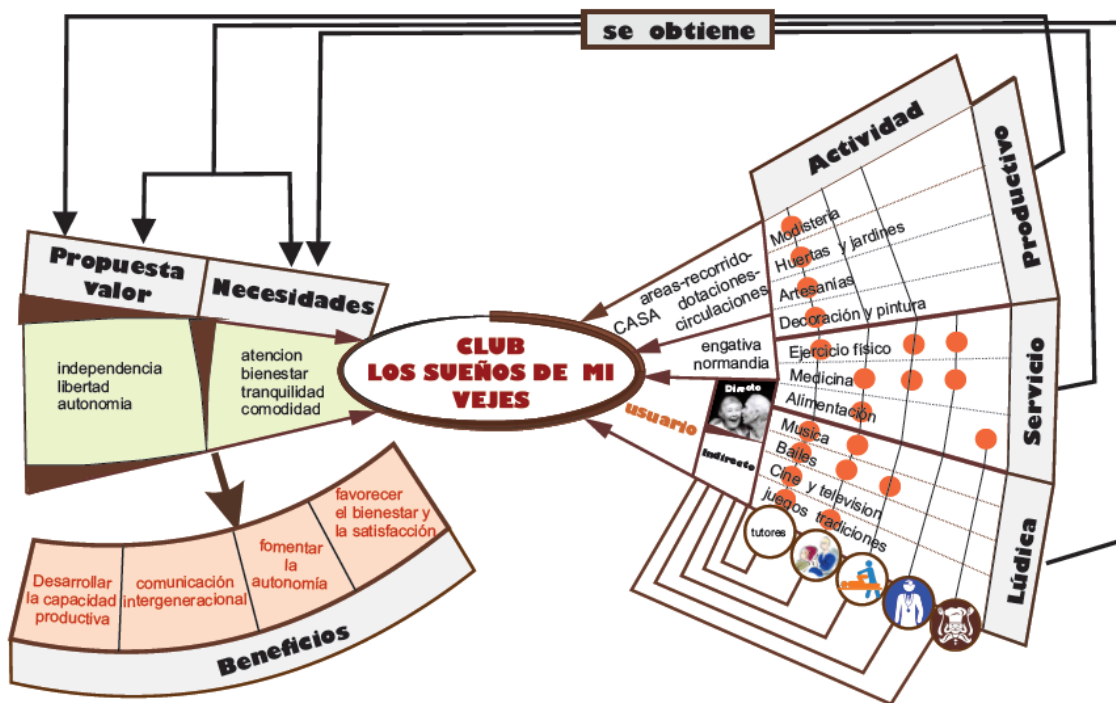 se obtiene
Propuesta
valor
Necesidades
independencia
libertad
autonomia
atencion
bienestar
tranquilidad
comodidad
CLUB
LOS SUEÑOS DE MI
VEJES
favorecer
el bienestar y
la satisfacción
fomentar
la
autonomía
comunicación
intergeneracional
Desarrollar
la capacidad
productiva
Beneficios
areas-recorrido-
dotaciones-
circulaciones-
CASA
engativa
normandia
usuario
Directo
Indirecto
Actividad
Productivo
Modisteria
Huertas y jardines
Artesanías
Decoración y pintura
Servicio
Ejercicio físico
Medicina
Alimentación
Lúdica
Musica
Bailes
Cine y television
juegos tradiciones
tutores